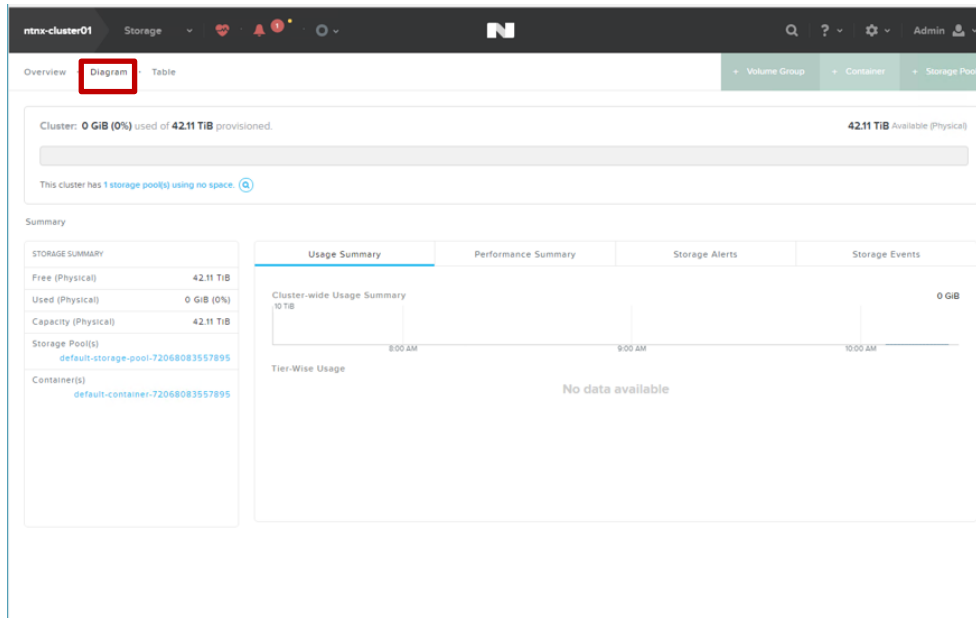 ntnx-cluster01 Storage 1 ? Admin
Overview · Diagram · Table + Volume Group + Container + Storage Poo
Cluster: 0 GiB (0%) used of 42.11 TiB provisioned. 42.11 TiB Available (Physical)
This cluster has 1 storage pool(s) using no space.
Summary
STORAGE SUMMARY
Free (Physical) 42.11 TiB
Used (Physical) 0 GiB (0%)
Capacity (Physical) 42.11 TiB
Storage Pool(s)
default-storage-pool-72068083557895
Container(s)
default-container-72068083557895
Usage Summary Performance Summary Storage Alerts Storage Events
Cluster-wide Usage Summary 0 GiB
10 TiB
8:00 AM 9:00 AM 10:00 AM
Tier-Wise Usage
No data available